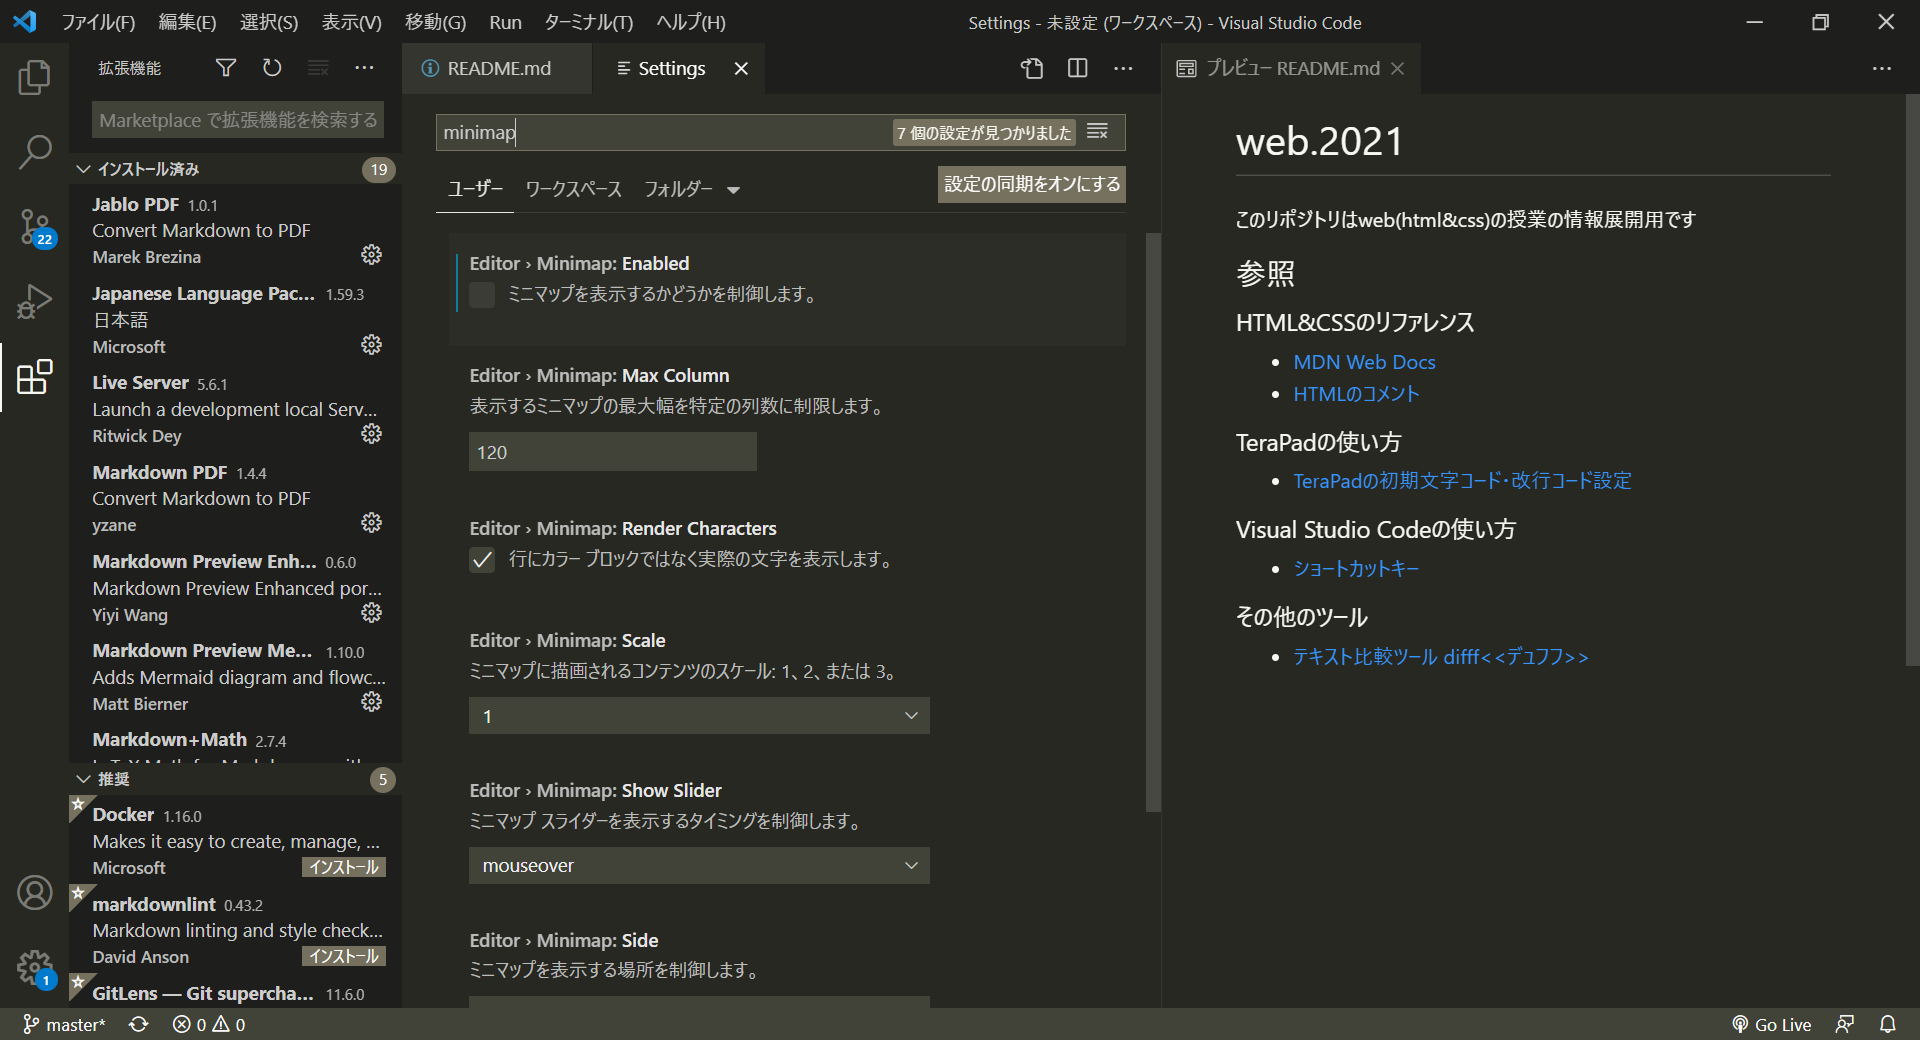 ファイル(F) 編集(E) 選択(S) 表示(V) 移動(G) Run ターミナル(T) ヘルプ(H)
Settings - 未設定 (ワークスペース) - Visual Studio Code
拡張機能
Marketplace で拡張機能を検索する
インストール済み 19
Jablo PDF 1.0.1
Convert Markdown to PDF
Marek Brezina
Japanese Language Pac... 1.59.3
日本語
Microsoft
Live Server 5.6.1
Launch a development local Serv...
Ritwick Dey
Markdown PDF 1.4.4
Convert Markdown to PDF
yzane
Markdown Preview Enh... 0.6.0
Markdown Preview Enhanced por...
Yiyi Wang
Markdown Preview Me... 1.10.0
Adds Mermaid diagram and flowc...
Matt Bierner
Markdown+Math 2.7.4
推奨 5
Docker 1.16.0
Makes it easy to create, manage, ...
Microsoft インストール
markdownlint 0.43.2
Markdown linting and style check...
David Anson インストール
GitLens — Git supercha... 11.6.0
22
1
README.md
Settings
minimap 7 個の設定が見つかりました
ユーザー ワークスペース フォルダー 設定の同期をオンにする
Editor › Minimap: Enabled
ミニマップを表示するかどうかを制御します。
Editor › Minimap: Max Column
表示するミニマップの最大幅を特定の列数に制限します。
120
Editor › Minimap: Render Characters
行にカラー ブロックではなく実際の文字を表示します。
Editor › Minimap: Scale
ミニマップに描画されるコンテンツのスケール: 1、2、または 3。
1
Editor › Minimap: Show Slider
ミニマップ スライダーを表示するタイミングを制御します。
mouseover
Editor › Minimap: Side
ミニマップを表示する場所を制御します。
プレビュー README.md
web.2021
このリポジトリはweb(html&css)の授業の情報展開用です
参照
HTML&CSSのリファレンス
MDN Web Docs
HTMLのコメント
TeraPadの使い方
TeraPadの初期文字コード・改行コード設定
Visual Studio Codeの使い方
ショートカットキー
その他のツール
テキスト比較ツール difff<<デュフフ>>
master* 0 0
Go Live